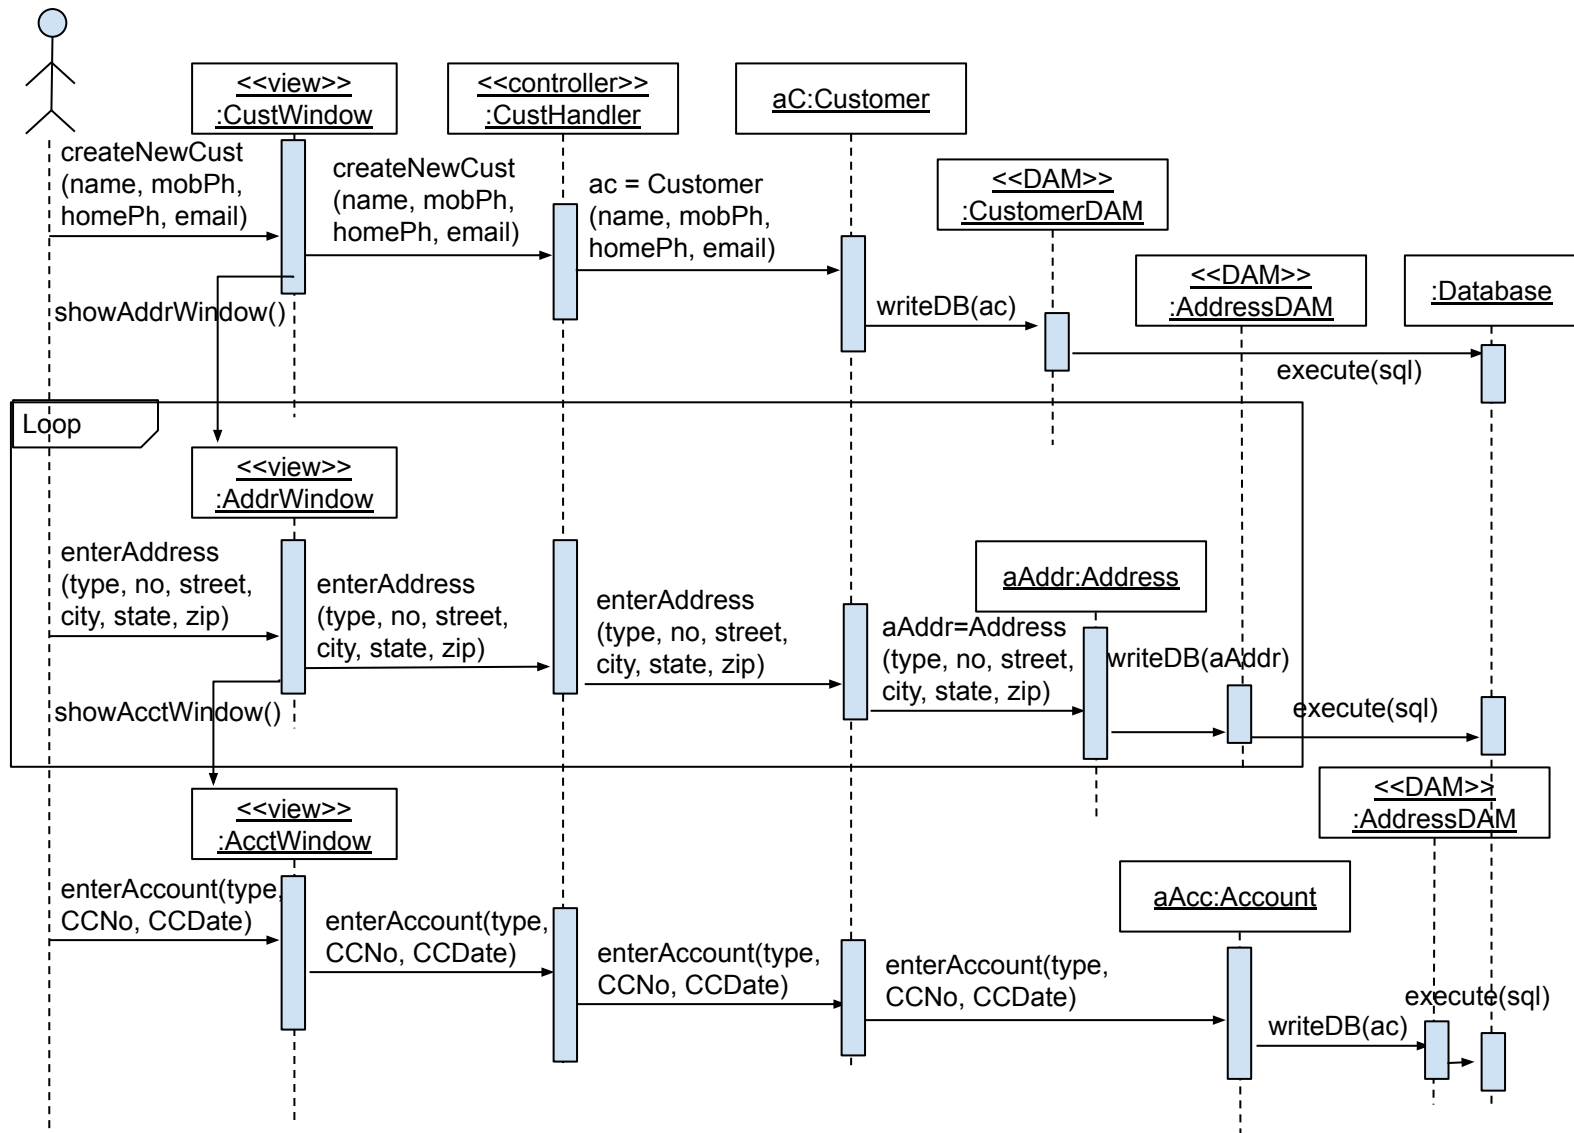 <<view>>
:CustWindow
<<controller>>
:CustHandler
aC:Customer
<<DAM>>
:CustomerDAM
<<DAM>>
:AddressDAM
:Database
createNewCust
(name, mobPh,
homePh, email)
createNewCust
(name, mobPh,
homePh, email)
ac = Customer
(name, mobPh,
homePh, email)
showAddrWindow()
writeDB(ac)
execute(sql)
Loop
<<view>>
:AddrWindow
enterAddress
(type, no, street,
city, state, zip)
enterAddress
(type, no, street,
city, state, zip)
enterAddress
(type, no, street,
city, state, zip)
aAddr:Address
aAddr=Address
(type, no, street,
city, state, zip)
writeDB(aAddr)
execute(sql)
showAcctWindow()
<<view>>
:AcctWindow
<<DAM>>
:AddressDAM
aAcc:Account
enterAccount(type,
CCNo, CCDate)
enterAccount(type,
CCNo, CCDate)
enterAccount(type,
CCNo, CCDate)
enterAccount(type,
CCNo, CCDate)
writeDB(ac)
execute(sql)